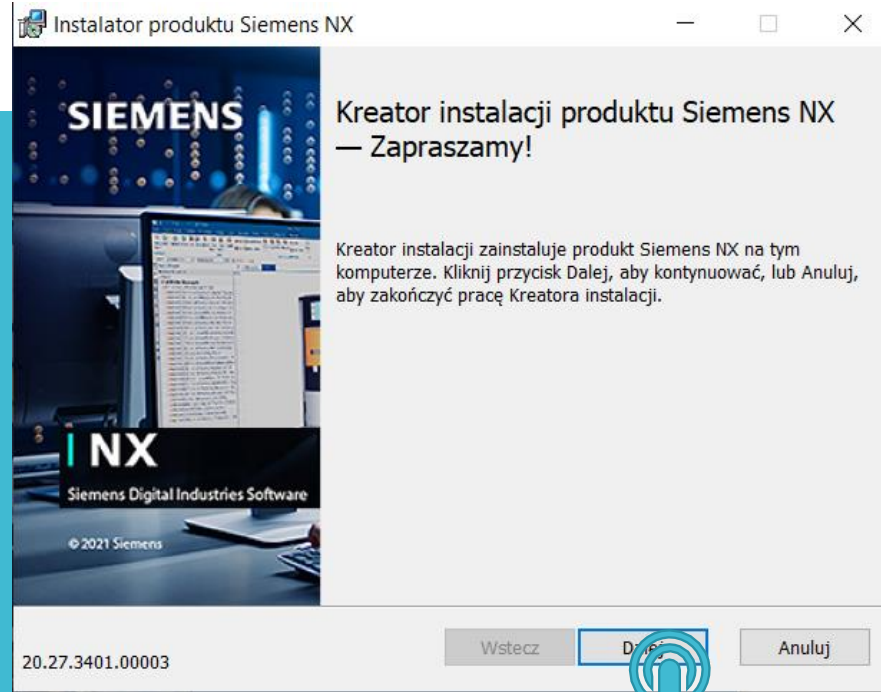 Instalator produktu Siemens NX
SIEMENS
Kreator instalacji produktu Siemens NX
— Zapraszamy!
Kreator instalacji zainstaluje produkt Siemens NX na tym
komputerze. Kliknij przycisk Dalej, aby kontynuować, lub Anuluj,
aby zakończyć pracę Kreatora instalacji.
NX
Siemens Digital Industries Software
© 2021 Siemens
20.27.3401.00003
Wstecz
Dalej
Anuluj